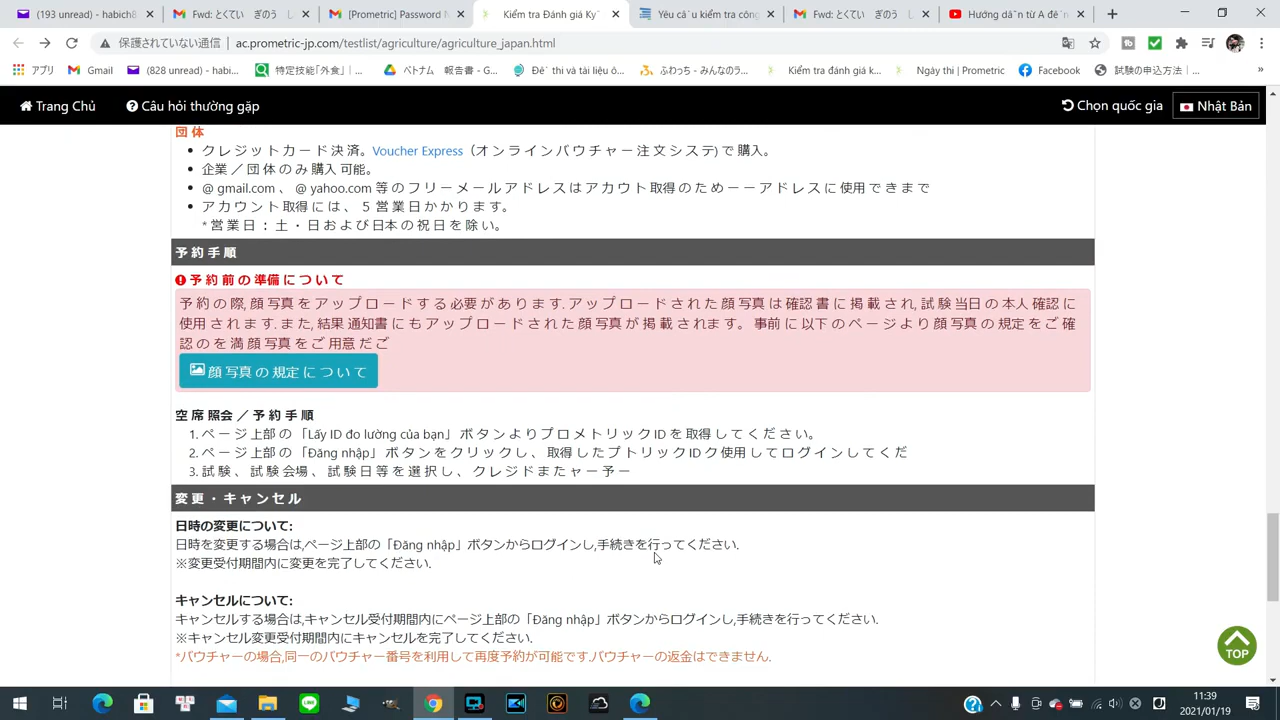 (193 unread) - habich8
Fwd: とくてい ぎのう L
[Prometric] Password N
Kiểm tra Đánh giá Kỹ
Yêu cầu kiểm tra công
Fwd: とくてい ぎのう L
Hướng dẫn từ A đế
保護されていない通信 | ac.prometric-jp.com/testlist/agriculture/agriculture_japan.html
アプリ
Gmail
(828 unread) - habi...
特定技能「外食」 | ...
ベトナム 報告書 - G...
Đề thi và tài liệu ô...
ふわっち - みんなのラ...
Kiểm tra đánh giá k...
Ngày thi | Prometric
Facebook
試験の申込方法 | ...
»
Trang Chủ
Câu hỏi thường gặp
Chọn quốc gia
Nhật Bản
団体
クレジットカード決済。Voucher Express（オンラインバウチャー注文システテ)で購入。
企業／団体のみ購入可能。
@ gmail.com 、 @ yahoo.com 等のフリーメールアドレスはアカウト取得のためーーアドレスに使用できまで
アカウント取得には、５営業日かかります。
*営業日：土・日および日本の祝日を除い。
予約手順
予約前の準備について
予約の際,顔写真をアップロードする必要があります.アップロードされた顔写真は確認書に掲載され,試験当日の本人確認に
使用されます.また,結果通知書にもアップロードされた顔写真が掲載されます。事前に以下のページより顔写真の規定をご確
認のを満顔写真をご用意だご
顔写真の規定について
空席照会／予約手順
1. ページ上部の「Lấy ID đo lường của bạn」ボタンよりプロメトリックIDを取得してください。
2. ページ上部の「Đăng nhập」ボタンをクリックし、取得したプトリックIDク使用してログインしてくだ
3. 試験、試験会場、試験日等を選択し、クレジドまたャー予ー
変更・キャンセル
日時の変更について:
日時を変更する場合は,ページ上部の「Đăng nhập」ボタンからログインし,手続きを行ってください.
※変更受付期間内に変更を完了してください.
キャンセルについて:
キャンセルする場合は,キャンセル受付期間内にページ上部の「Đăng nhập」ボタンからログインし,手続きを行ってください.
※キャンセル変更受付期間内にキャンセルを完了してください.
*バウチャーの場合,同一のバウチャー番号を利用して再度予約が可能です.バウチャーの返金はできません.
TOP
11:39
2021/01/19